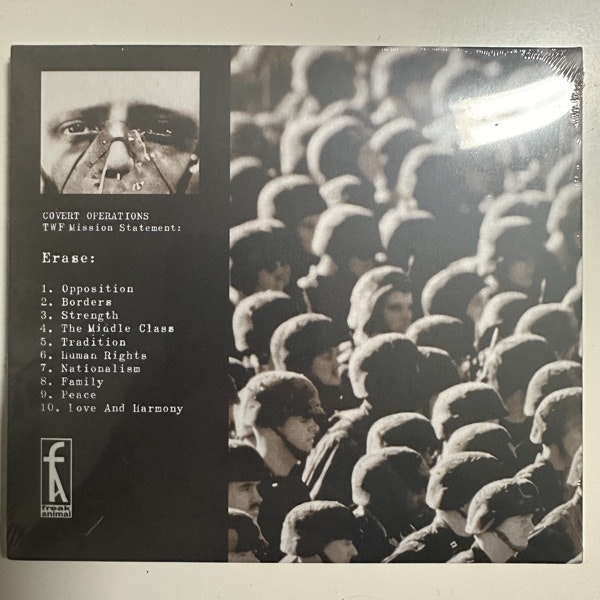 COVERT OPERATIONS
TWF Mission Statement:
Erase:
1. Opposition
2. Borders
3. Strength
4. The Middle Class
5. Tradition
6. Human Rights
7. Nationalism
8. Family
9. Peace
10. Love And Harmony
fA
freak
animal